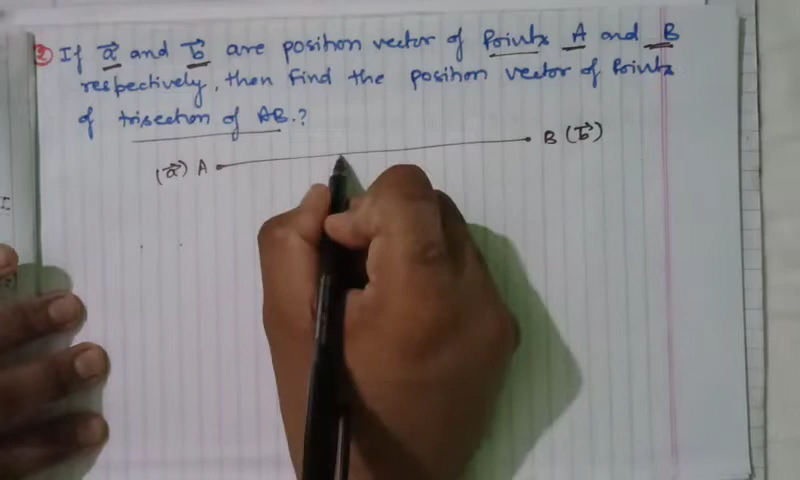 2 If a⃗ and b⃗ are position vector of Points A and B
respectively, then Find the position vector of Points
of trisection of AB.?
(a⃗) A B (b⃗)